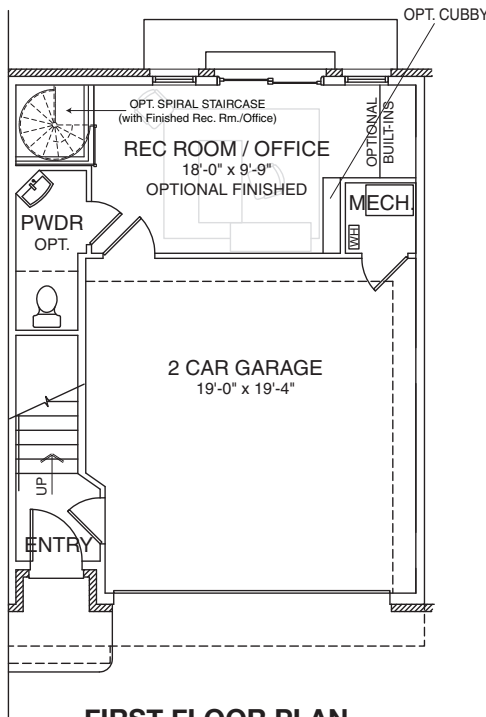 OPT. CUBBY
OPT. SPIRAL STAIRCASE
(with Finished Rec. Rm./Office)
OPTIONAL
BUILT-INS
REC ROOM / OFFICE
18'-0" x 9'-9"
OPTIONAL FINISHED
MECH.
WH
PWDR
OPT.
2 CAR GARAGE
19'-0" x 19'-4"
UP
ENTRY
FIRST FLOOR PLAN